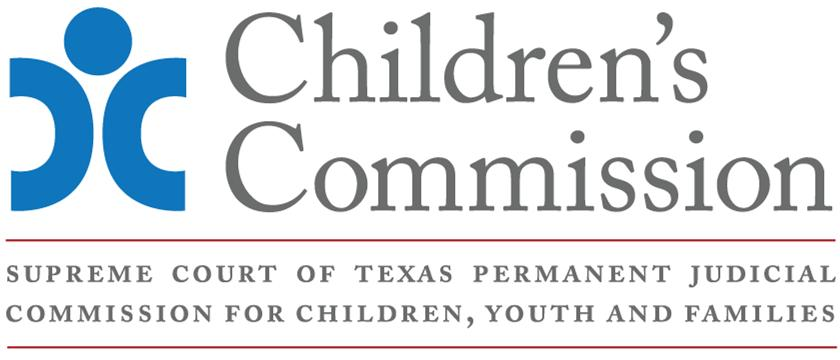 Children’s
Commission
SUPREME COURT OF TEXAS PERMANENT JUDICIAL
COMMISSION FOR CHILDREN, YOUTH AND FAMILIES